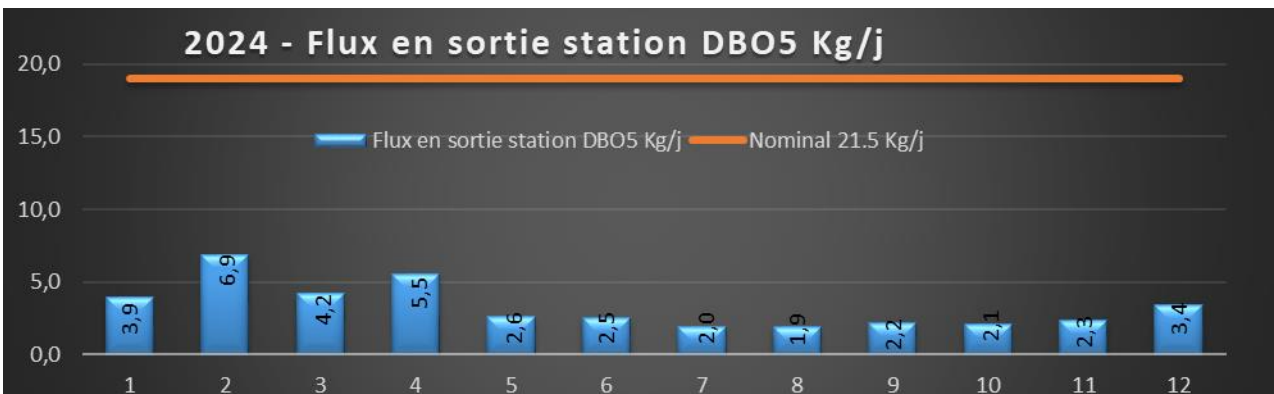 2024 - Flux en sortie station DBO5 Kg/j
20,0
15,0
Flux en sortie station DBO5 Kg/j Nominal 21.5 Kg/j
10,0
5,0
0,0
3,9 6,9 4,2 5,5 2,6 2,5 2,0 1,9 2,2 2,1 2,3 3,4
1 2 3 4 5 6 7 8 9 10 11 12